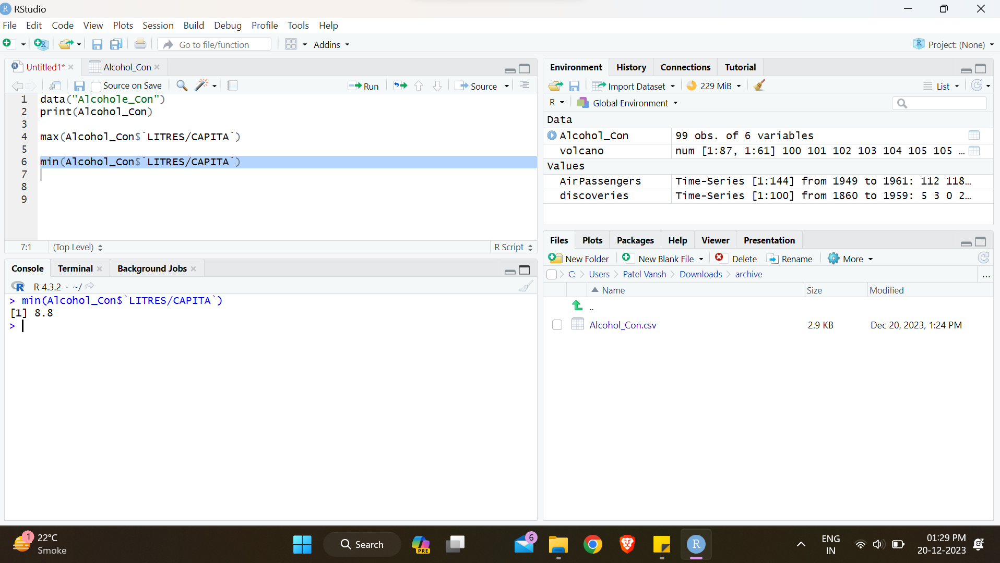 RStudio
File Edit Code View Plots Session Build Debug Profile Tools Help
Go to file/function Addins Project: (None)
Untitled1* Alcohol_Con
Source on Save Run Source
1 data("Alcohole_Con")
2 print(Alcohol_Con)
3
4 max(Alcohol_Con$`LITRES/CAPITA`)
5
6 min(Alcohol_Con$`LITRES/CAPITA`)
7
8
9
7:1 (Top Level) R Script
Console Terminal Background Jobs
R 4.3.2 · ~/
> min(Alcohol_Con$`LITRES/CAPITA`)
[1] 8.8
>
Environment History Connections Tutorial
Import Dataset 229 MiB List
R Global Environment
Data
Alcohol_Con 99 obs. of 6 variables
volcano num [1:87, 1:61] 100 101 102 103 104 105 105 …
Values
AirPassengers Time-Series [1:144] from 1949 to 1961: 112 118…
discoveries Time-Series [1:100] from 1860 to 1959: 5 3 0 2…
Files Plots Packages Help Viewer Presentation
New Folder New Blank File Delete Rename More
C: Users Patel Vansh Downloads archive ...
Name Size Modified
..
Alcohol_Con.csv 2.9 KB Dec 20, 2023, 1:24 PM
1 22°C
Smoke
Search
PRE
6
R
ENG
IN
01:29 PM
20-12-2023